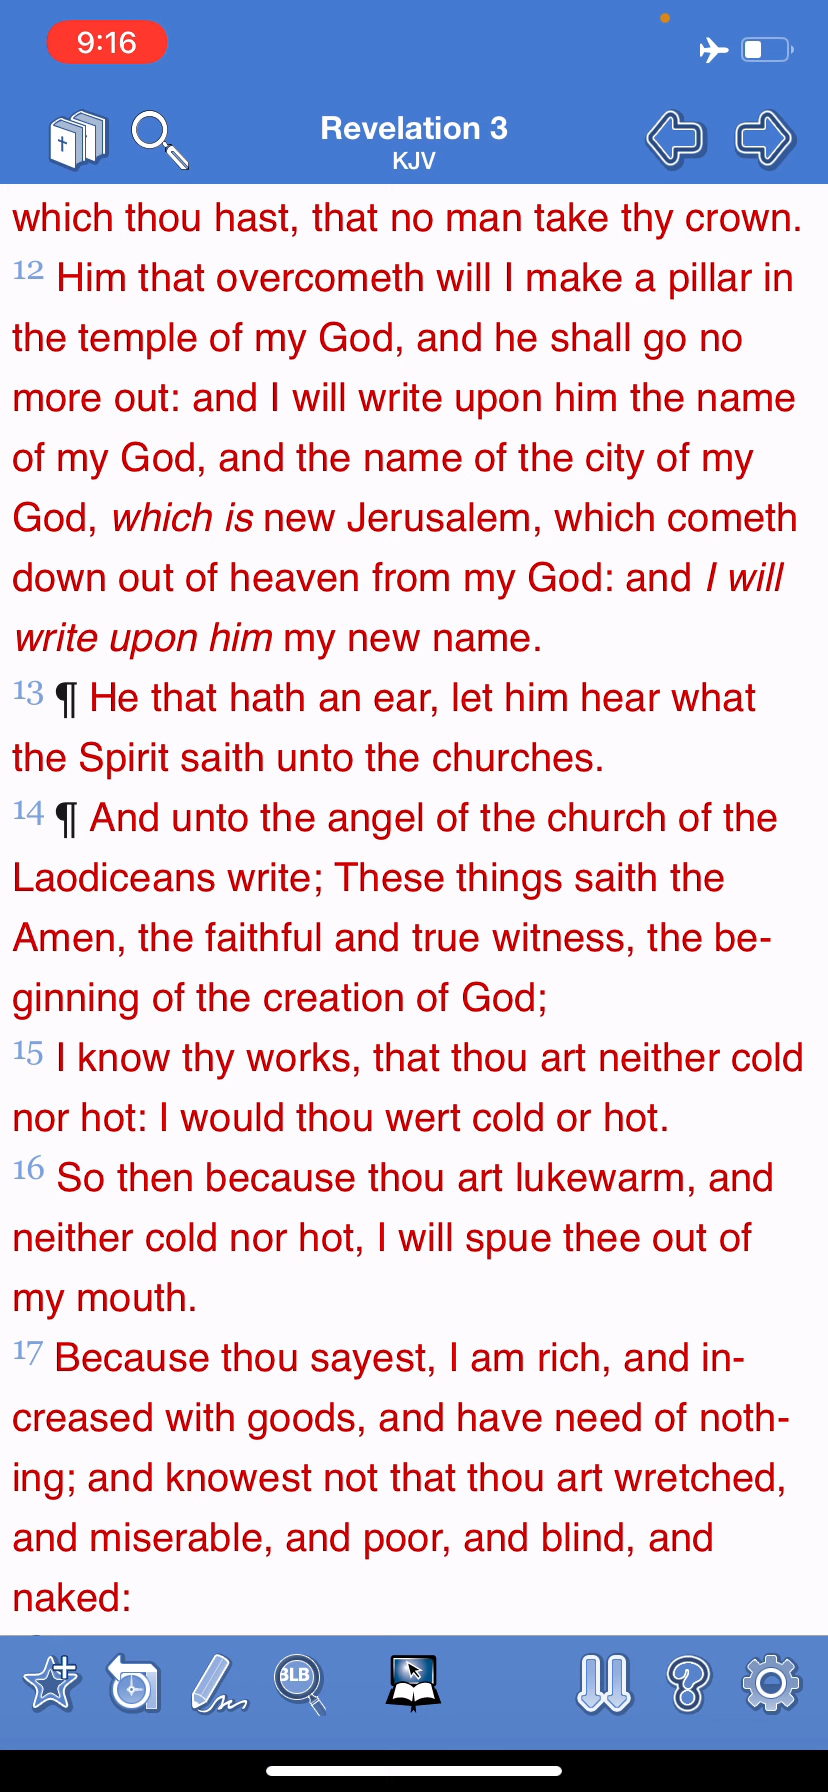 9:16
Revelation 3
KJV
which thou hast, that no man take thy crown.
12 Him that overcometh will I make a pillar in
the temple of my God, and he shall go no
more out: and I will write upon him the name
of my God, and the name of the city of my
God, which is new Jerusalem, which cometh
down out of heaven from my God: and I will
write upon him my new name.
13 ¶ He that hath an ear, let him hear what
the Spirit saith unto the churches.
14 ¶ And unto the angel of the church of the
Laodiceans write; These things saith the
Amen, the faithful and true witness, the be-
ginning of the creation of God;
15 I know thy works, that thou art neither cold
nor hot: I would thou wert cold or hot.
16 So then because thou art lukewarm, and
neither cold nor hot, I will spue thee out of
my mouth.
17 Because thou sayest, I am rich, and in-
creased with goods, and have need of noth-
ing; and knowest not that thou art wretched,
and miserable, and poor, and blind, and
naked:
BLB